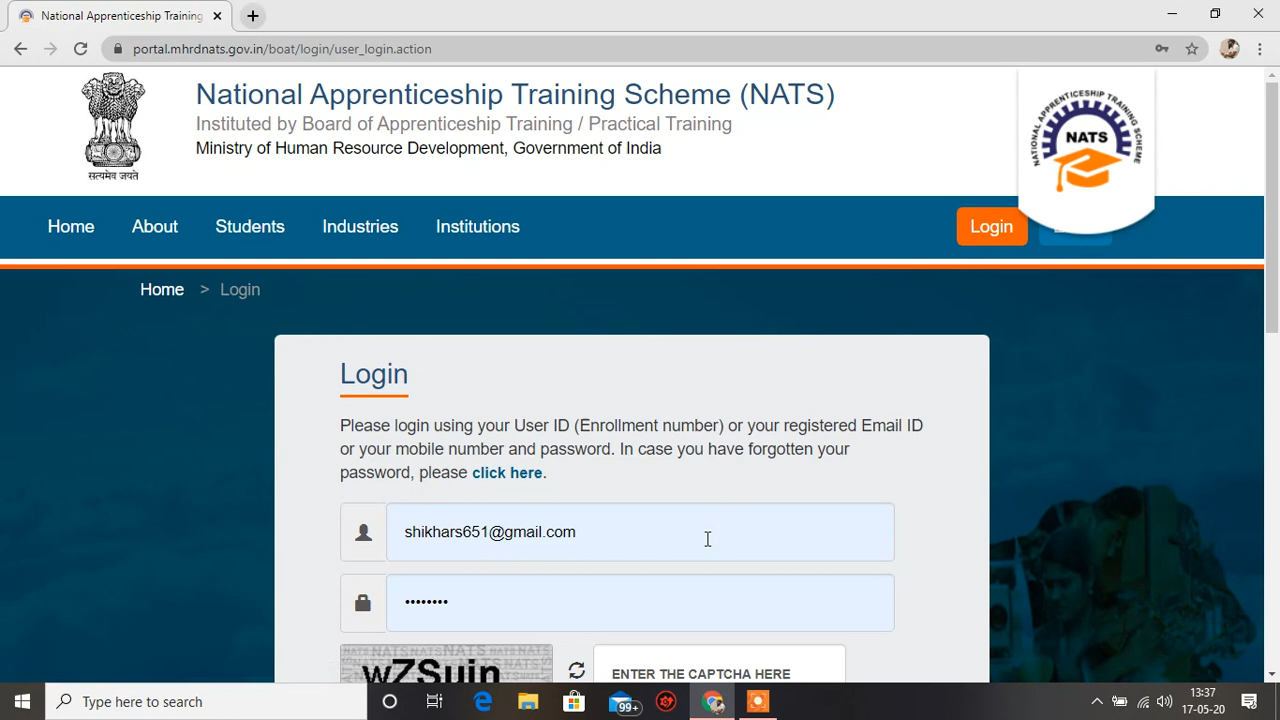 National Apprenticeship Training
portal.mhrdnats.gov.in/boat/login/user_login.action
National Apprenticeship Training Scheme (NATS)
Instituted by Board of Apprenticeship Training / Practical Training
Ministry of Human Resource Development, Government of India
सत्यमेव जयते
NATIONAL APPRENTICESHIP TRAINING SCHEME
NATS
Home About Students Industries Institutions Login
Home > Login
Login
Please login using your User ID (Enrollment number) or your registered Email ID
or your mobile number and password. In case you have forgotten your
password, please click here.
shikhars651@gmail.com
••••••••
wZSuin
ENTER THE CAPTCHA HERE
Type here to search
99+
13:37
17-05-20